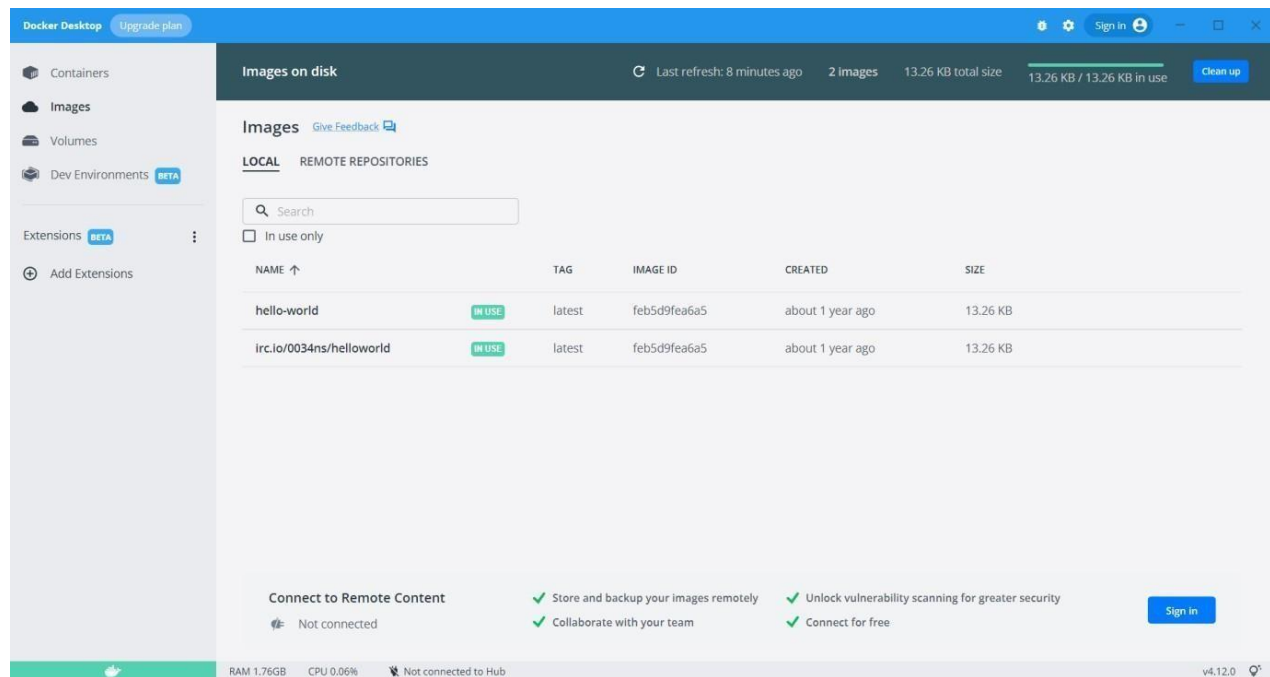 Docker Desktop Upgrade plan Sign in
Containers
Images
Volumes
Dev Environments BETA
Extensions BETA
Add Extensions
Images on disk Last refresh: 8 minutes ago 2 images 13.26 KB total size 13.26 KB / 13.26 KB in use Clean up
Images Give Feedback
LOCAL REMOTE REPOSITORIES
Search
In use only
NAME TAG IMAGE ID CREATED SIZE
hello-world IN USE latest feb5d9fea6a5 about 1 year ago 13.26 KB
irc.io/0034ns/helloworld IN USE latest feb5d9fea6a5 about 1 year ago 13.26 KB
Connect to Remote Content
Not connected
Store and backup your images remotely
Collaborate with your team
Unlock vulnerability scanning for greater security
Connect for free
Sign in
RAM 1.76GB CPU 0.06% Not connected to Hub v4.12.0